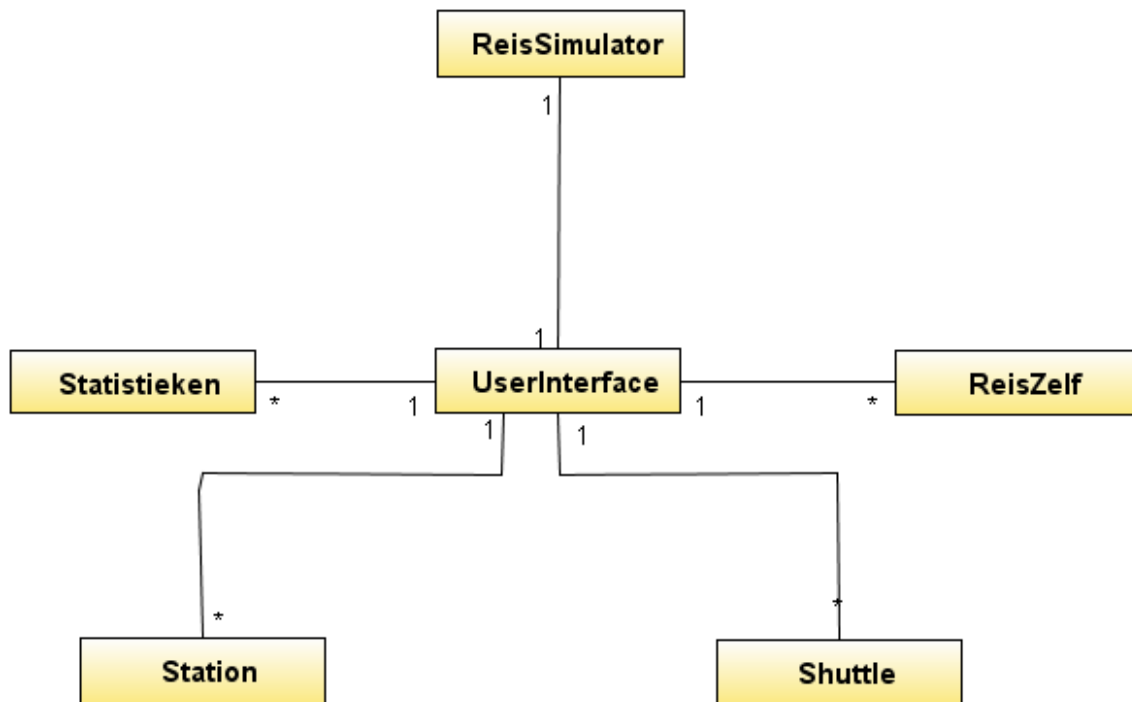 ReisSimulator
1
1
Statistieken
UserInterface
ReisZelf
* 1
1 *
1 1
* *
Station
Shuttle